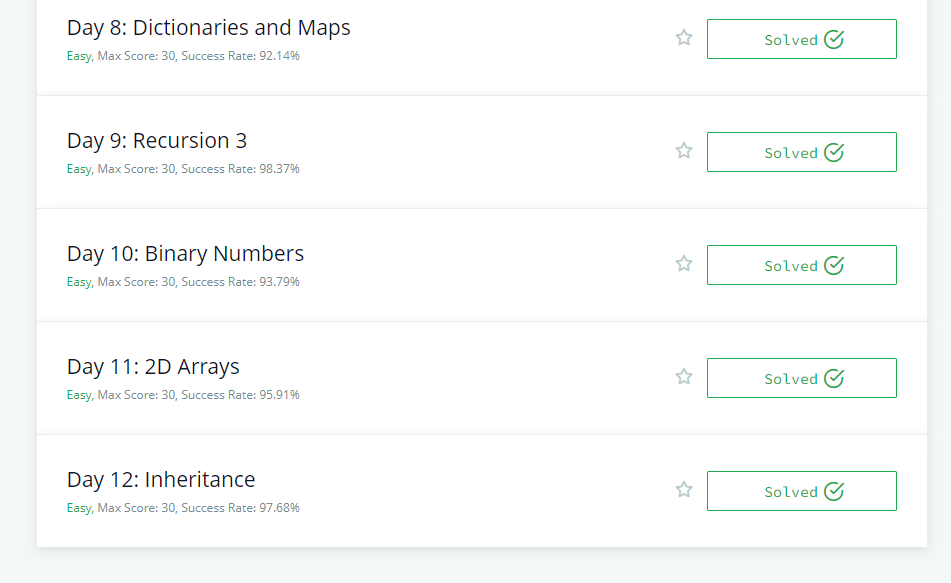 Day 8: Dictionaries and Maps
Easy, Max Score: 30, Success Rate: 92.14%
Solved
Day 9: Recursion 3
Easy, Max Score: 30, Success Rate: 98.37%
Solved
Day 10: Binary Numbers
Easy, Max Score: 30, Success Rate: 93.79%
Solved
Day 11: 2D Arrays
Easy, Max Score: 30, Success Rate: 95.91%
Solved
Day 12: Inheritance
Easy, Max Score: 30, Success Rate: 97.68%
Solved